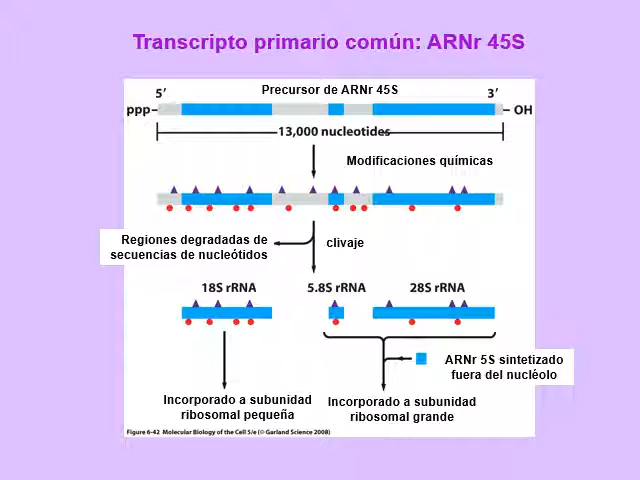 Transcripto primario común: ARNr 45S
5′ Precursor de ARNr 45S 3′
ppp OH
13,000 nucleotides
Modificaciones químicas
Regiones degradadas de
secuencias de nucleótidos
clivaje
18S rRNA 5.8S rRNA 28S rRNA
ARNr 5S sintetizado
fuera del nucléolo
Incorporado a subunidad
ribosomal pequeña
Incorporado a subunidad
ribosomal grande
Figure 6-42 Molecular Biology of the Cell 5/e (© Garland Science 2008)